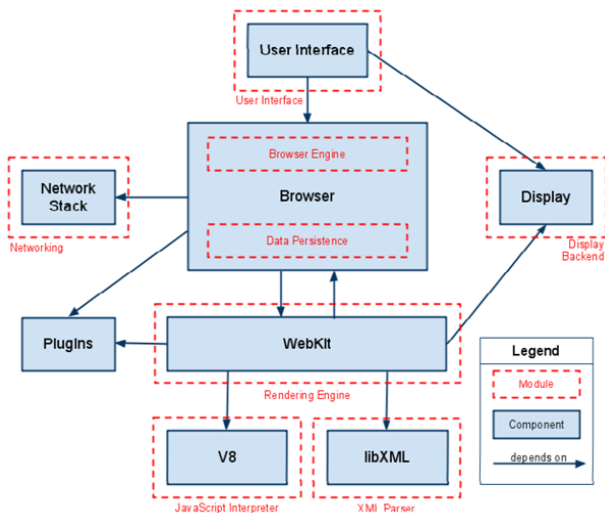 User Interface
User Interface
Browser Engine
Browser
Data Persistence
Network
Stack
Networking
Display
Display
Backend
PlugIns
WebKit
Rendering Engine
V8
JavaScript Interpreter
libXML
XML Parser
Legend
Module
Component
depends on